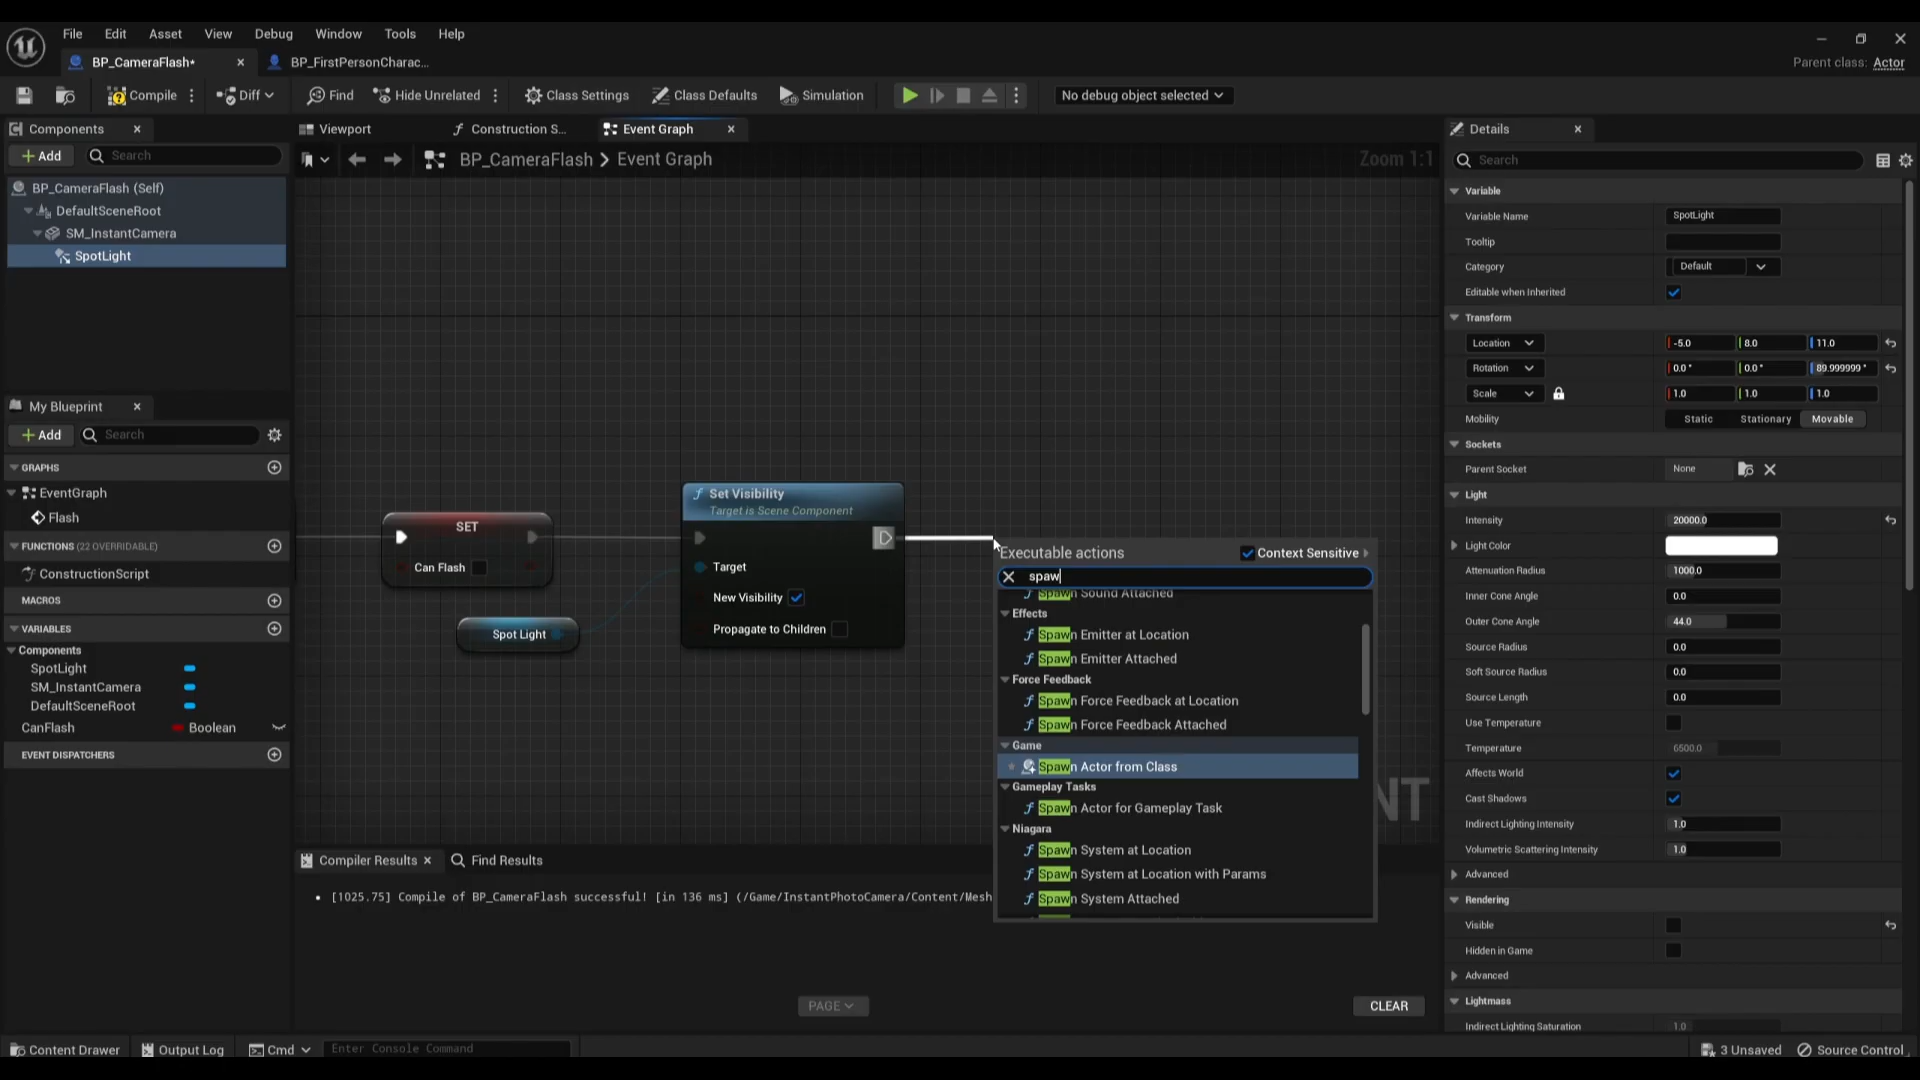 File Edit Asset View Debug Window Tools Help
BP_CameraFlash* BP_FirstPersonCharac...
Parent class: Actor
Compile Diff Find Hide Unrelated Class Settings Class Defaults Simulation No debug object selected
Components
Add Search
BP_CameraFlash (Self)
DefaultSceneRoot
SM_InstantCamera
SpotLight
My Blueprint
Add Search
GRAPHS
EventGraph
Flash
FUNCTIONS (22 OVERRIDABLE)
ConstructionScript
MACROS
VARIABLES
Components
SpotLight
SM_InstantCamera
DefaultSceneRoot
CanFlash Boolean
EVENT DISPATCHERS
Viewport Construction S... Event Graph
BP_CameraFlash > Event Graph Zoom 1:1
SET
Can Flash
Spot Light
Set Visibility
Target is Scene Component
Target
New Visibility
Propagate to Children
Executable actions Context Sensitive
spaw
Spawn Sound Attached
Effects
Spawn Emitter at Location
Spawn Emitter Attached
Force Feedback
Spawn Force Feedback at Location
Spawn Force Feedback Attached
Game
Spawn Actor from Class
Gameplay Tasks
Spawn Actor for Gameplay Task
Niagara
Spawn System at Location
Spawn System at Location with Params
Spawn System Attached
NT
Compiler Results Find Results
[1025.75] Compile of BP_CameraFlash successful! [in 136 ms] (/Game/InstantPhotoCamera/Content/Mesh
PAGE CLEAR
Details
Search
Variable
Variable Name SpotLight
Tooltip
Category Default
Editable when Inherited
Transform
Location -5.0 8.0 11.0
Rotation 0.0° 0.0° 89.999999°
Scale 1.0 1.0 1.0
Mobility Static Stationary Movable
Sockets
Parent Socket None
Light
Intensity 20000.0
Light Color
Attenuation Radius 1000.0
Inner Cone Angle 0.0
Outer Cone Angle 44.0
Source Radius 0.0
Soft Source Radius 0.0
Source Length 0.0
Use Temperature
Temperature 6500.0
Affects World
Cast Shadows
Indirect Lighting Intensity 1.0
Volumetric Scattering Intensity 1.0
Advanced
Rendering
Visible
Hidden in Game
Advanced
Lightmass
Indirect Lighting Saturation 1.0
Content Drawer Output Log Cmd Enter Console Command 3 Unsaved Source Control